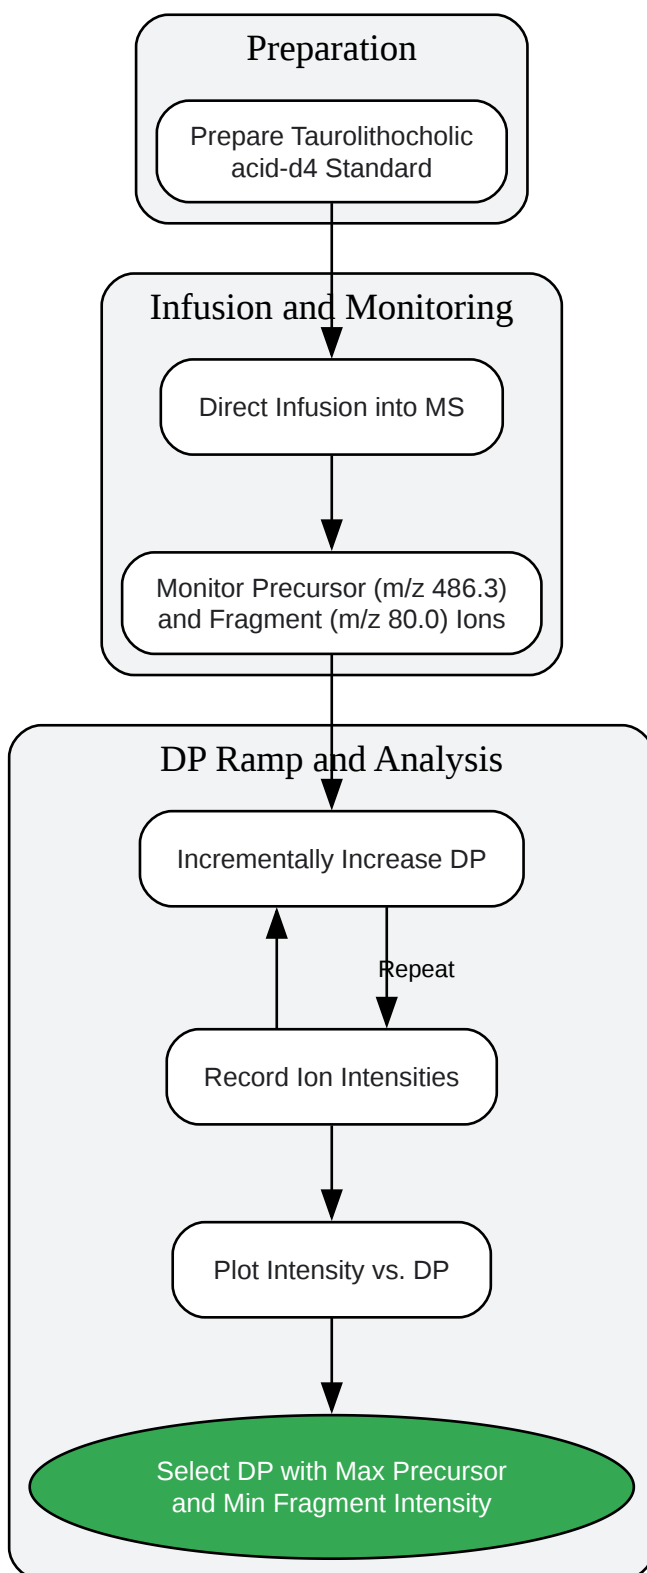 Preparation
Prepare Taurolithocholic
acid-d4 Standard
Infusion and Monitoring
Direct Infusion into MS
Monitor Precursor (m/z 486.3)
and Fragment (m/z 80.0) Ions
DP Ramp and Analysis
Incrementally Increase DP
Repeat
Record Ion Intensities
Plot Intensity vs. DP
Select DP with Max Precursor
and Min Fragment Intensity